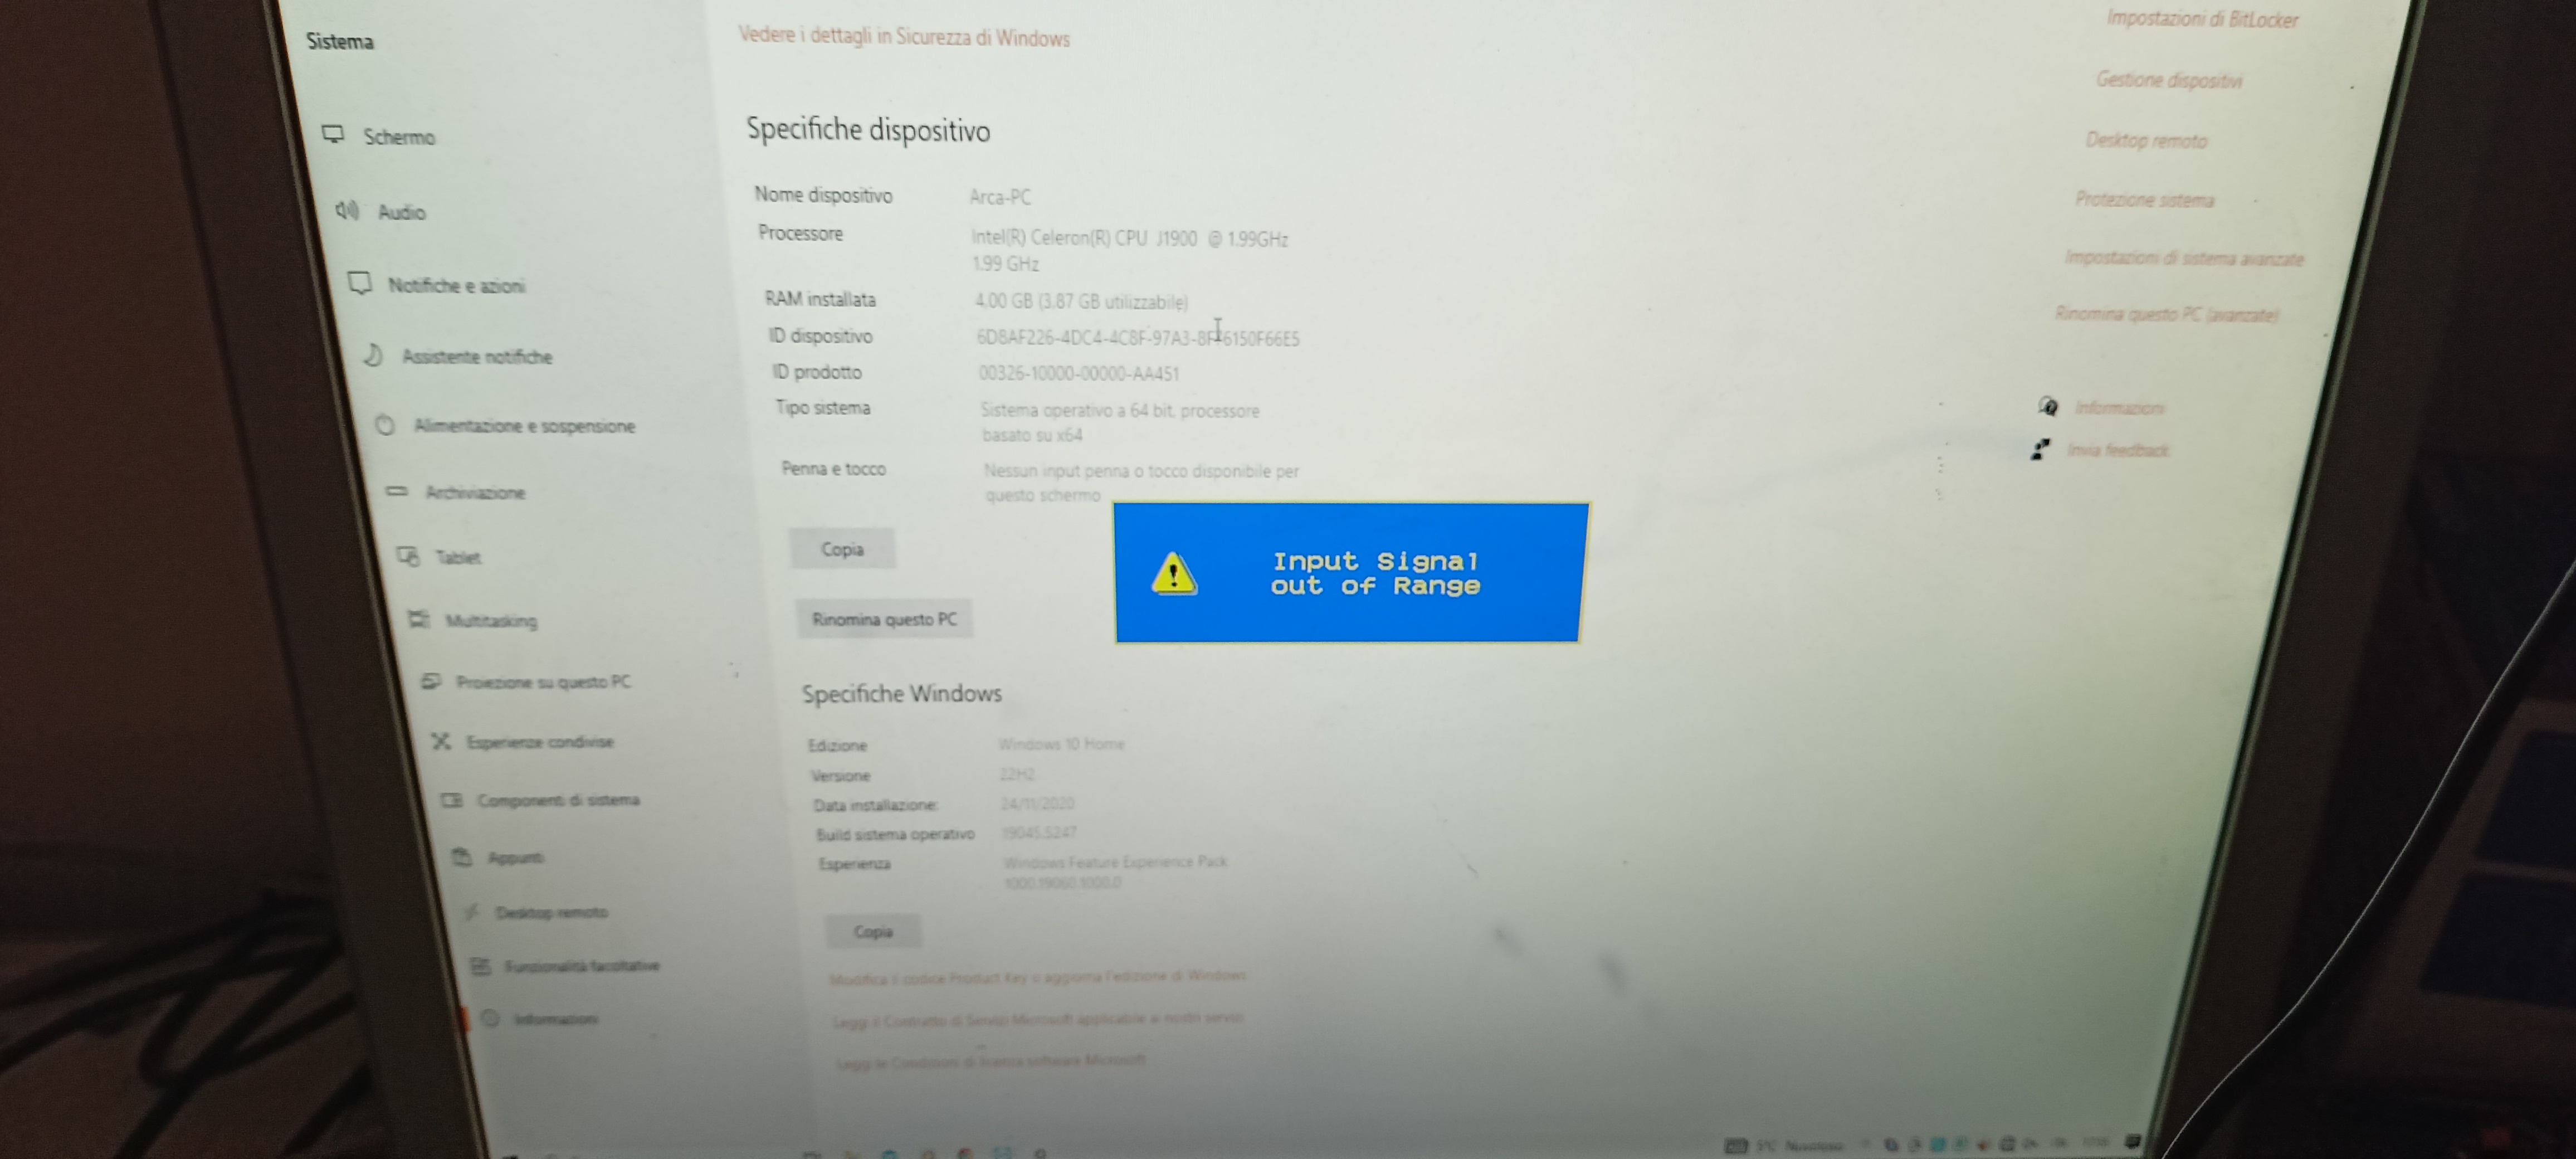 Sistema
Schermo
Audio
Notifiche e azioni
Assistente notifiche
Alimentazione e sospensione
Archiviazione
Tablet
Multitasking
Proiezione su questo PC
Esperienze condivise
Componenti di sistema
Appunti
Desktop remoto
Funzionalità facoltative
Informazioni
Vedere i dettagli in Sicurezza di Windows
Specifiche dispositivo
Nome dispositivo Arca-PC
Processore Intel(R) Celeron(R) CPU J1900 @ 1.99GHz
1.99 GHz
RAM installata 4,00 GB (3,87 GB utilizzabile)
ID dispositivo 6D8AF226-4DC4-4C8F-97A3-
ID prodotto 00326-10000-00000-AA451
Tipo sistema Sistema operativo a 64 bit, processore
basato su x64
Penna e tocco Nessun input penna o tocco disponibile per
questo schermo
Copia
Rinomina questo PC
Input Signal
out of Range
Specifiche Windows
Edizione Windows 10 Home
Versione 22H2
Data installazione: 24/11/2020
Build sistema operativo 19045.5247
Esperienza Windows Feature Experience Pack
1000.19060.1000.0
Copia
Modifica il codice Product Key o aggiorna l'edizione di Windows
Leggi il Contratto di Servizi Microsoft applicabile ai nostri servizi
Leggi le Condizioni di licenza software Microsoft
Impostazioni di BitLocker
Gestione dispositivi
Desktop remoto
Protezione sistema
Impostazioni di sistema avanzate
Rinomina questo PC (avanzate)
Informazioni
Invia feedback
5°C